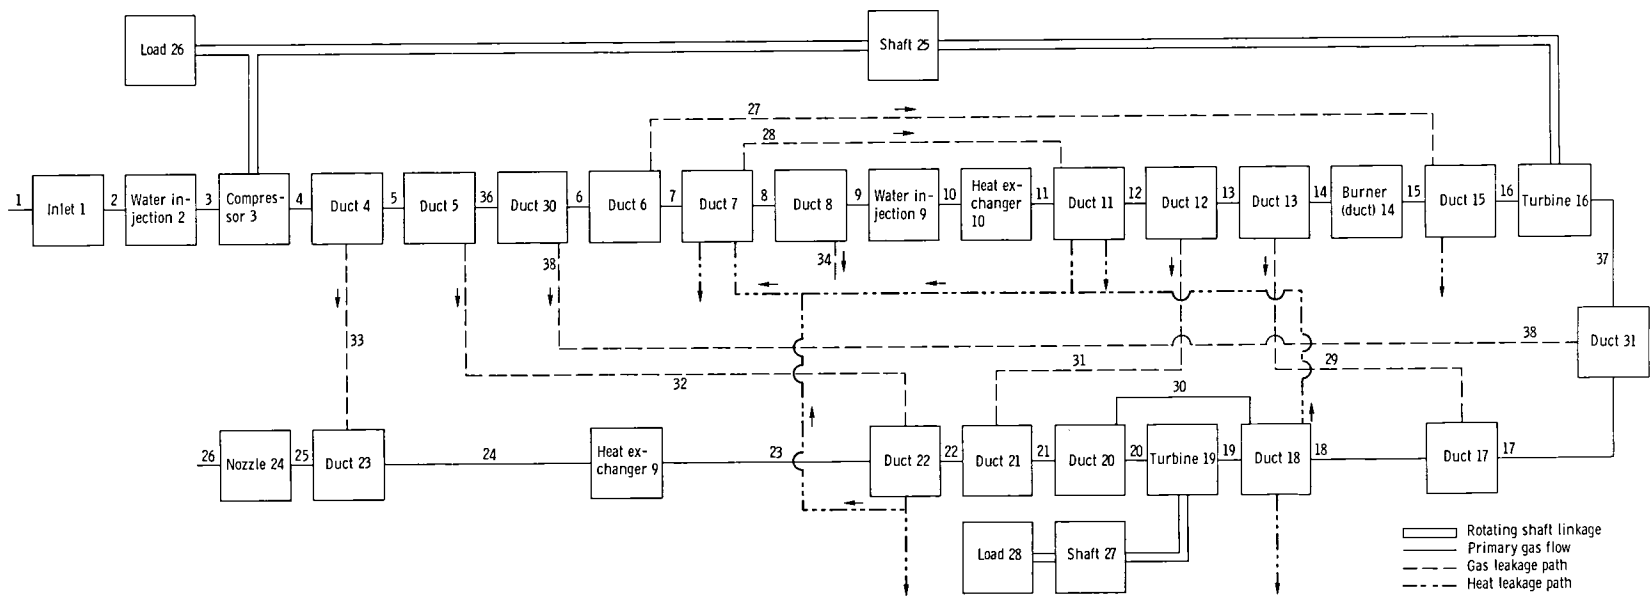 Load 26
Shaft 25
27
28
1
Inlet 1
2
Water in-
jection 2
3
Compres-
sor 3
4
Duct 4
5
Duct 5
36
Duct 30
6
Duct 6
7
Duct 7
8
Duct 8
9
Water in-
jection 9
10
Heat ex-
changer
10
11
Duct 11
12
Duct 12
13
Duct 13
14
Burner
(duct) 14
15
Duct 15
16
Turbine 16
38
34
37
33
38
Duct 31
32
31
30
29
26
Nozzle 24
25
Duct 23
24
Heat ex-
changer 9
23
Duct 22
22
Duct 21
21
Duct 20
20
Turbine 19
19
Duct 18
18
Duct 17
17
Load 28
Shaft 27
Rotating shaft linkage
Primary gas flow
Gas leakage path
Heat leakage path